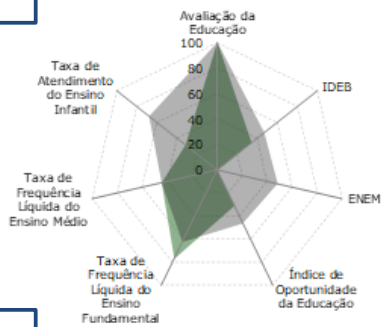 Avaliação da
Educação
100
80
60
40
20
0
IDEB
ENEM
Índice de
Oportunidade
da Educação
Taxa de
Frequência
Líquida do
Ensino
Fundamental
Taxa de
Frequência
Líquida do
Ensino Médio
Taxa de
Atendimento
do Ensino
Infantil